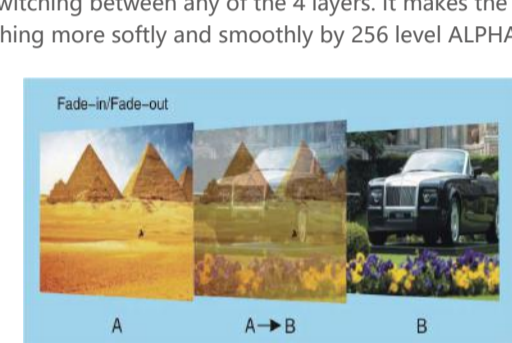 witching between any of the 4 layers. It makes the
hing more softly and smoothly by 256 level ALPHA
Fade-in/Fade-out
A
A→B
B